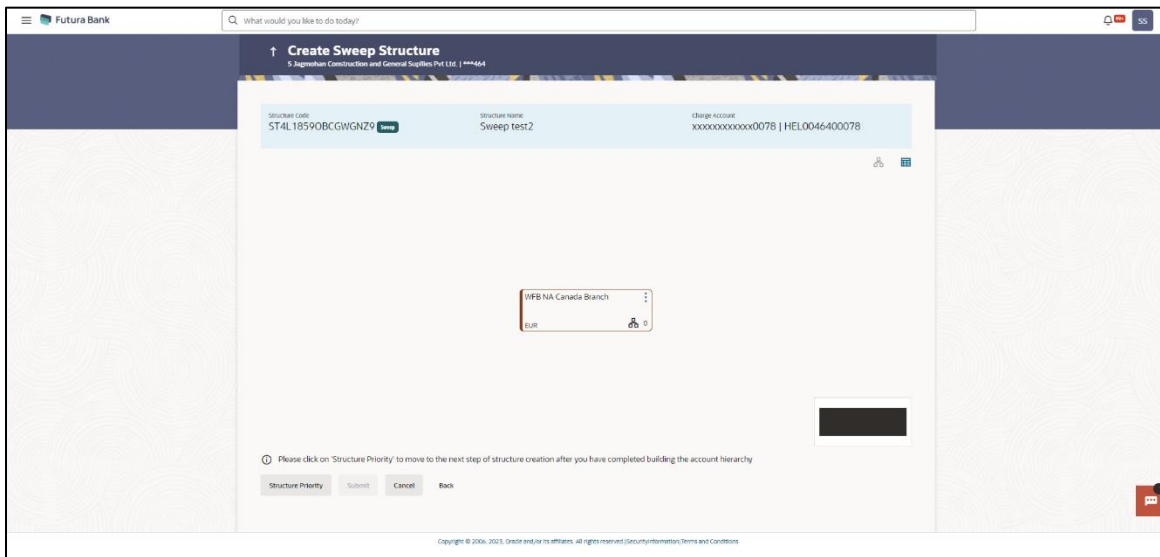 Futura Bank
What would you like to do today?
SS
Create Sweep Structure
S Jagmohan Construction and General Suplies Pvt Ltd. | ***464
Structure Code
Structure Name
Charge Account
ST4L1859OBCGWGNZ9 Sweep
Sweep test2
xxxxxxxxxxxx0078 | HEL0046400078
WFB NA Canada Branch
EUR
0
Please click on 'Structure Priority' to move to the next step of structure creation after you have completed building the account hierarchy
Structure Priority
Submit
Cancel
Back
Copyright © 2006, 2023, Oracle and/or its affiliates. All rights reserved.|SecurityInformation|Terms and Conditions